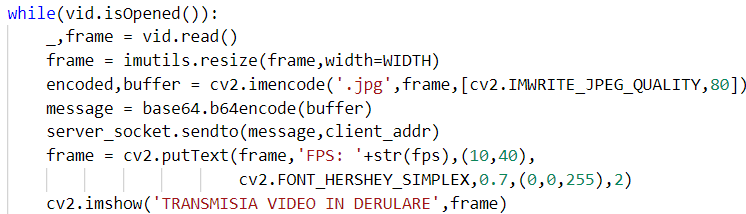 while(vid.isOpened()):
    _,frame = vid.read()
    frame = imutils.resize(frame,width=WIDTH)
    encoded,buffer = cv2.imencode('.jpg',frame,[cv2.IMWRITE_JPEG_QUALITY,80])
    message = base64.b64encode(buffer)
    server_socket.sendto(message,client_addr)
    frame = cv2.putText(frame,'FPS: '+str(fps),(10,40),
                        cv2.FONT_HERSHEY_SIMPLEX,0.7,(0,0,255),2)
    cv2.imshow('TRANSMISIA VIDEO IN DERULARE',frame)